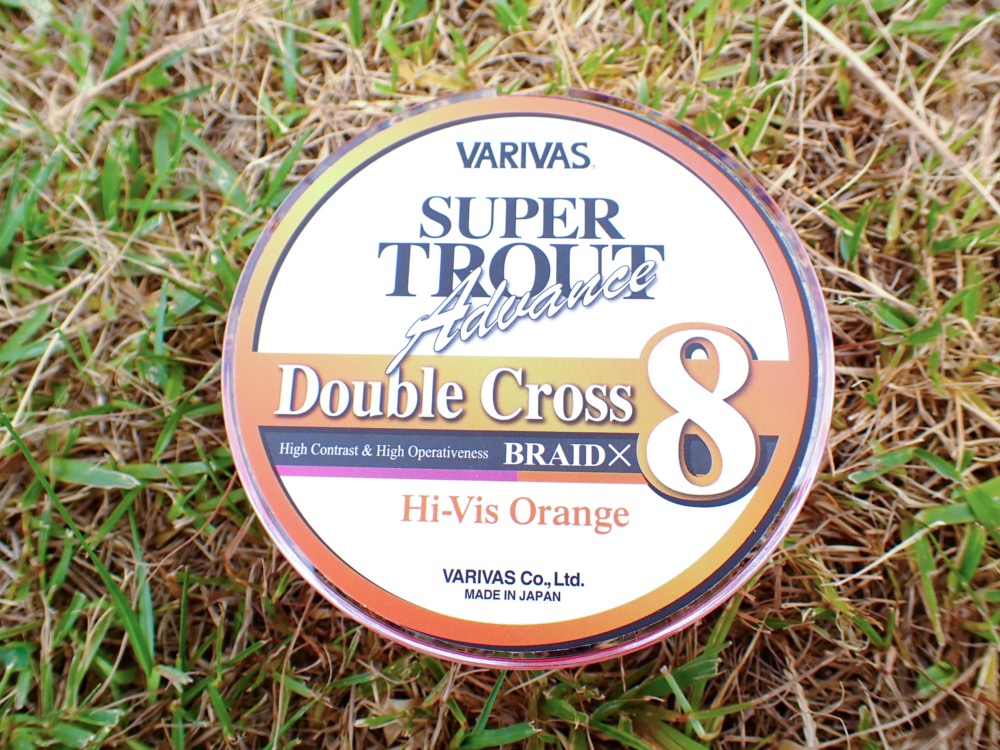 VARIVAS
SUPER
TROUT
Advance
Double Cross 8
High Contrast & High Operativeness BRAID×
Hi-Vis Orange
VARIVAS Co., Ltd.
MADE IN JAPAN